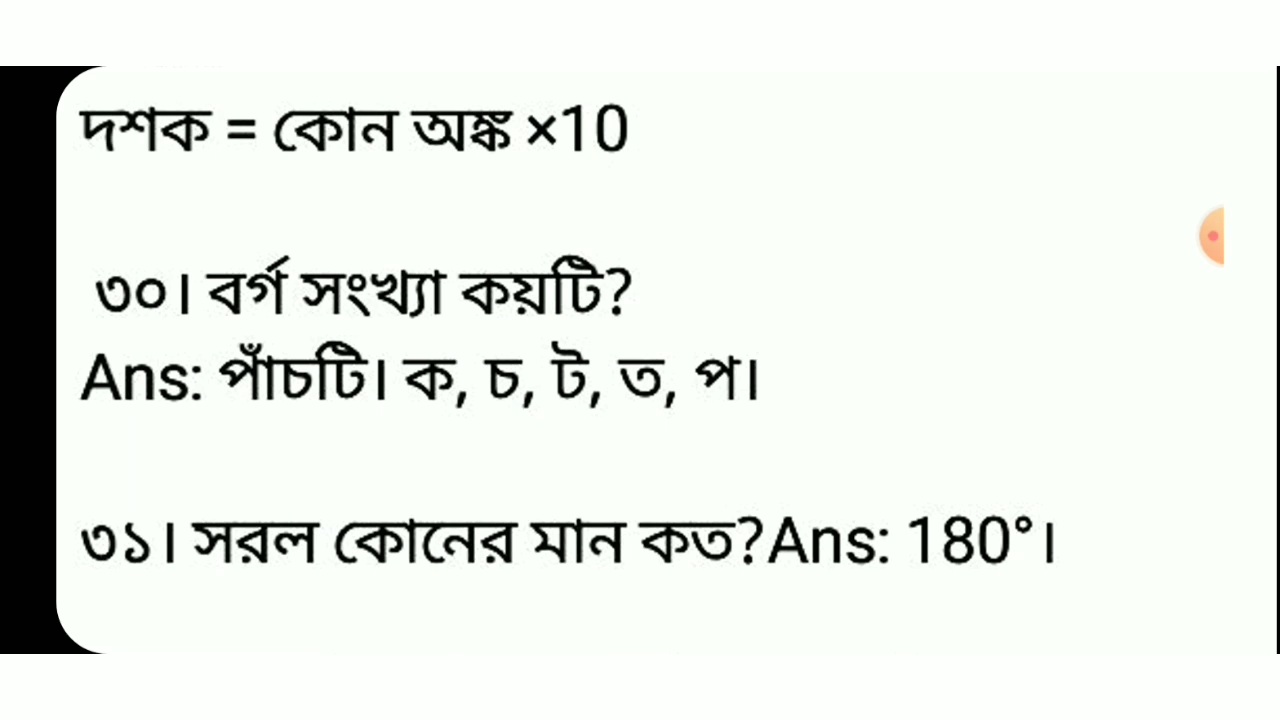 দশক = কোন অঙ্ক ×10
৩০। বর্গ সংখ্যা কয়টি?
Ans: পাঁচটি। ক, চ, ট, ত, প।
৩১। সরল কোনের মান কত?Ans: 180°।